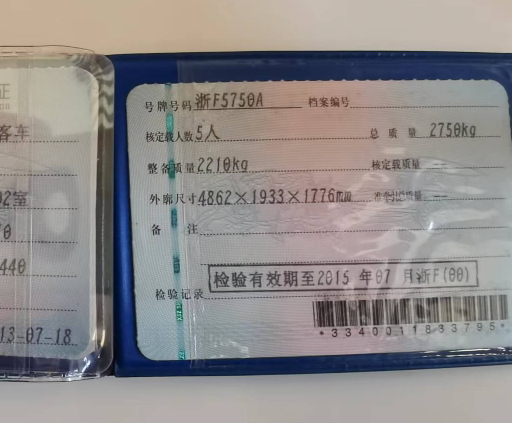 证
客车
02室
0
440
13-07-18
号牌号码 浙F5750A 档案编号
核定载人数 5人 总质量 2750kg
整备质量 2210kg 核定载质量 --
外廓尺寸 4862×1933×1776 准牵引总质量 --
备注
检验有效期至2015 年07 月浙F(00)
检验记录
*3340011833795*